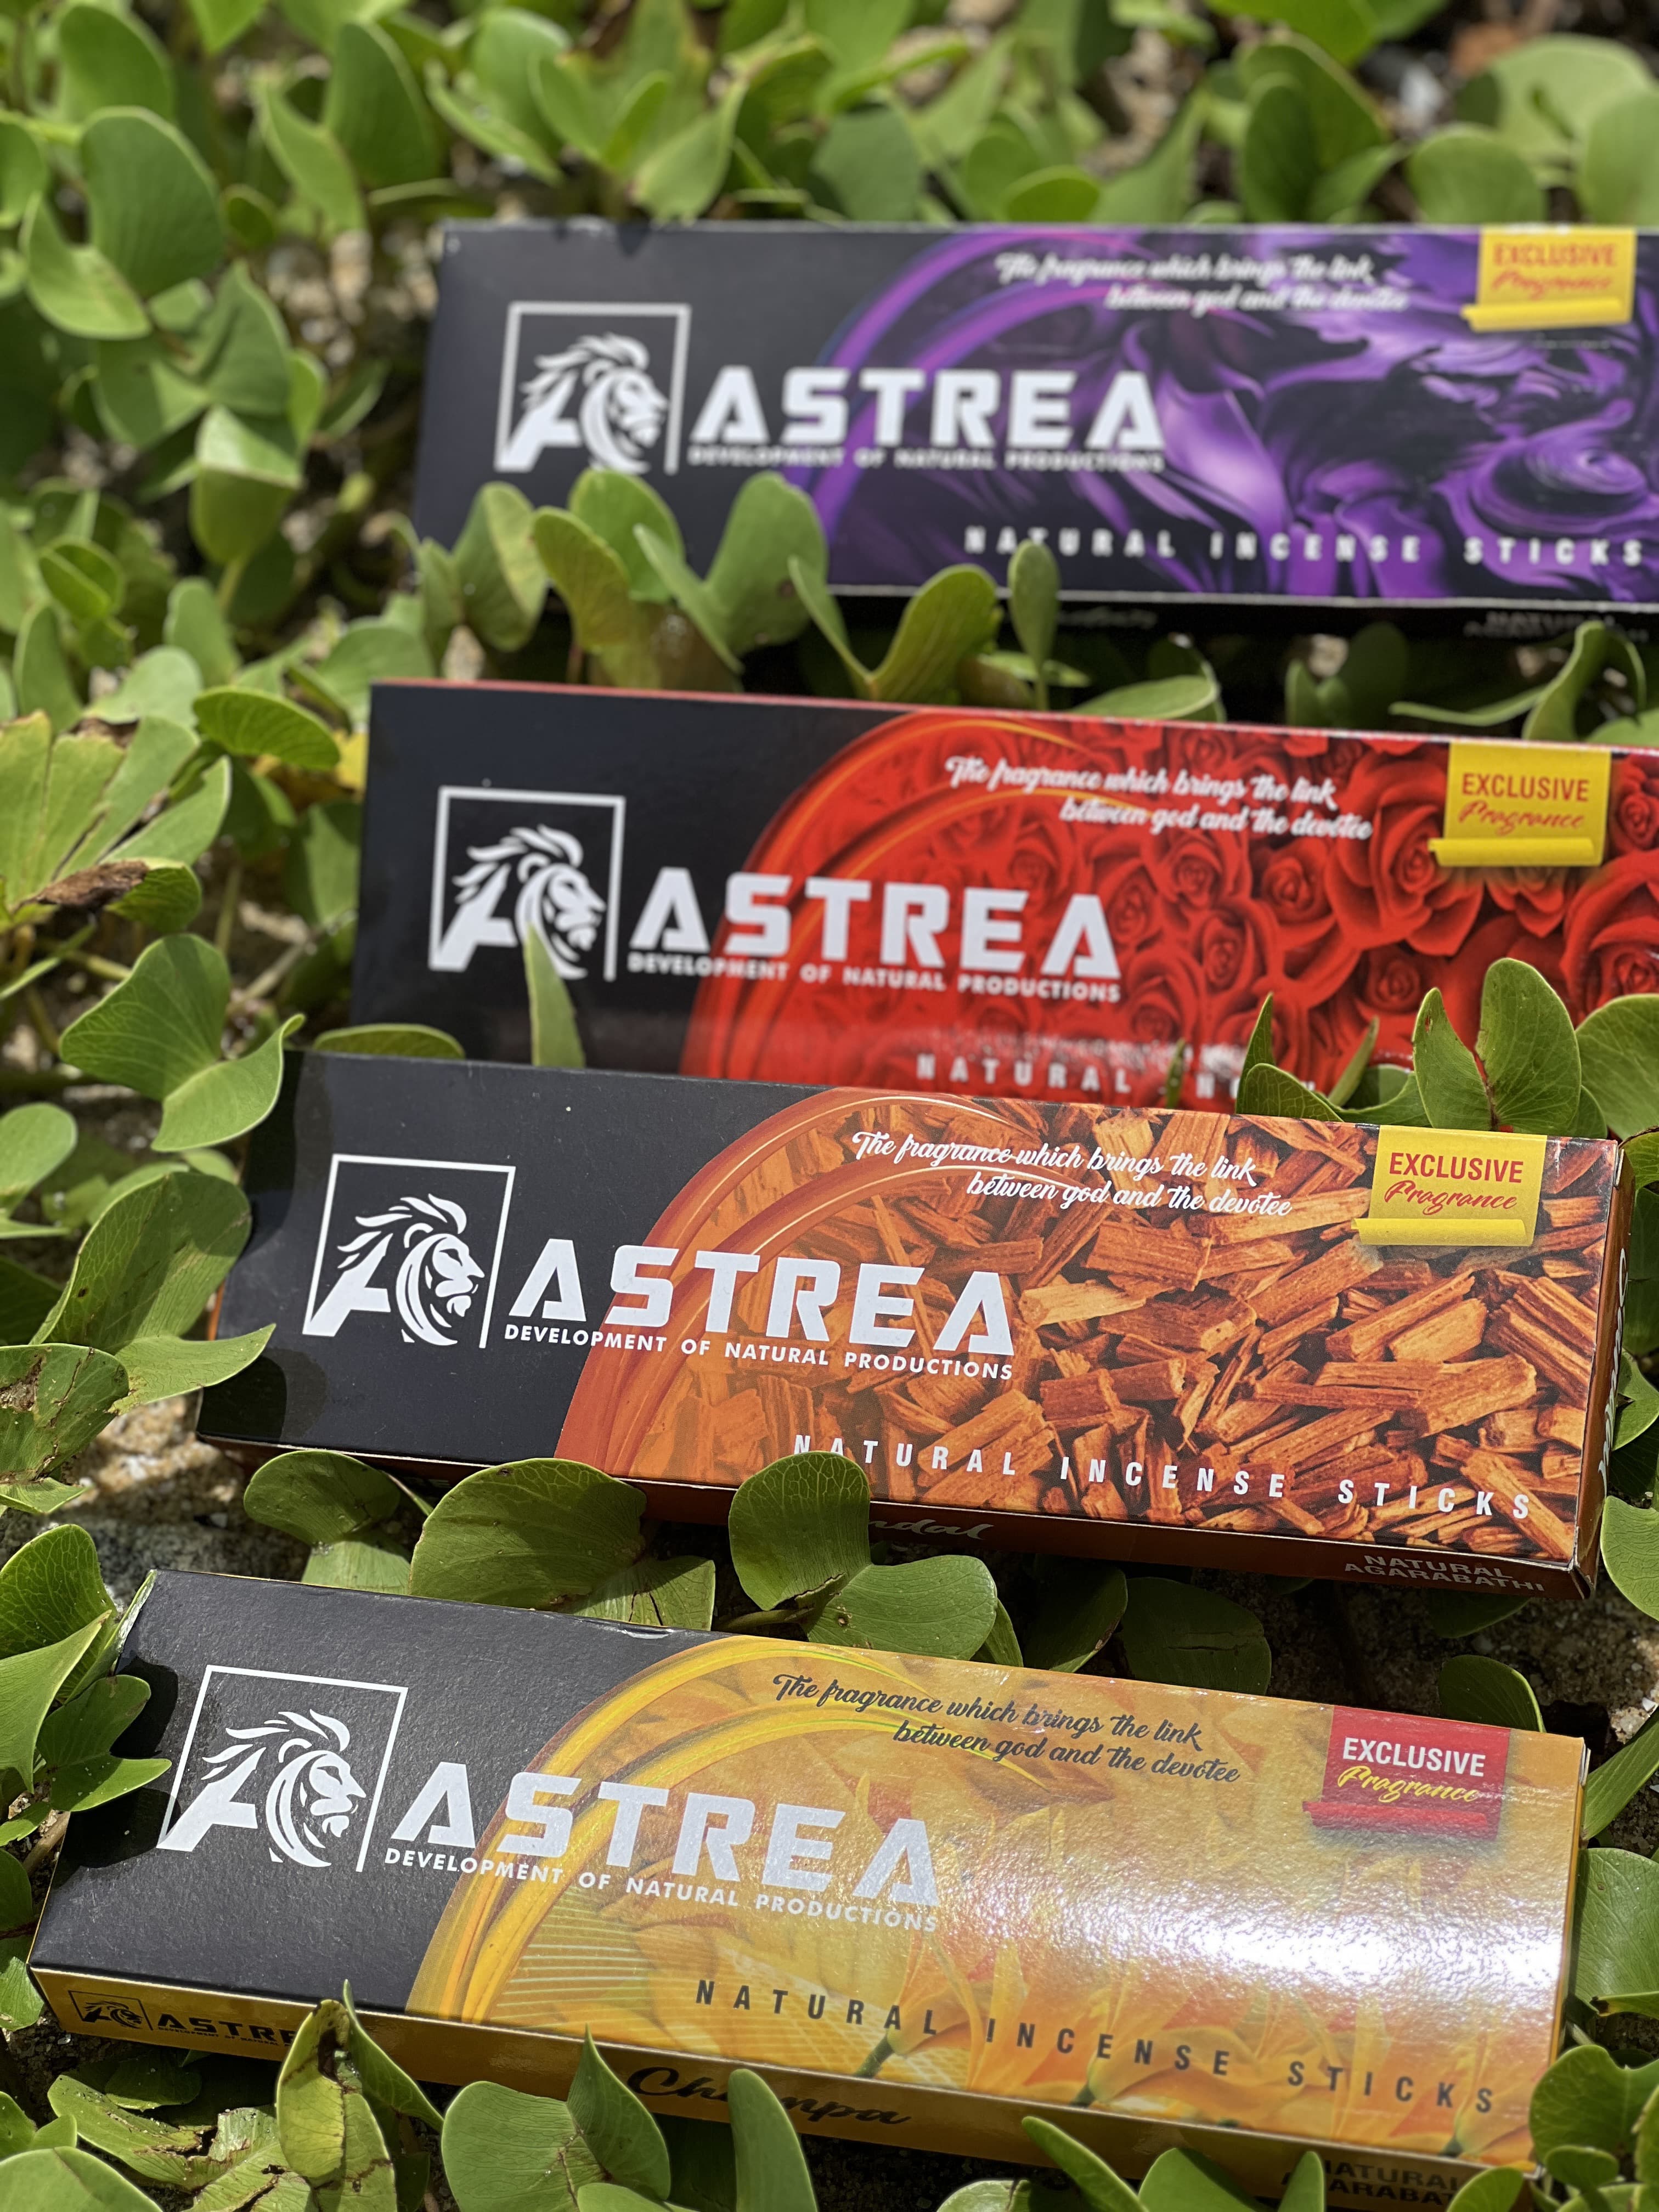 The fragrance which brings the link
between god and the devotee
EXCLUSIVE
Fragrance
ASTREA
DEVELOPMENT OF NATURAL PRODUCTIONS
NATURAL INCENSE STICKS
The fragrance which brings the link
between god and the devotee
EXCLUSIVE
Fragrance
ASTREA
DEVELOPMENT OF NATURAL PRODUCTIONS
NATURAL
The fragrance which brings the link
between god and the devotee
EXCLUSIVE
Fragrance
ASTREA
DEVELOPMENT OF NATURAL PRODUCTIONS
NATURAL INCENSE STICKS
NATURAL
AGARABATHI
The fragrance which brings the link
between god and the devotee
EXCLUSIVE
Fragrance
ASTREA
DEVELOPMENT OF NATURAL PRODUCTIONS
NATURAL INCENSE STICKS
ASTRE
Champa
NATURAL